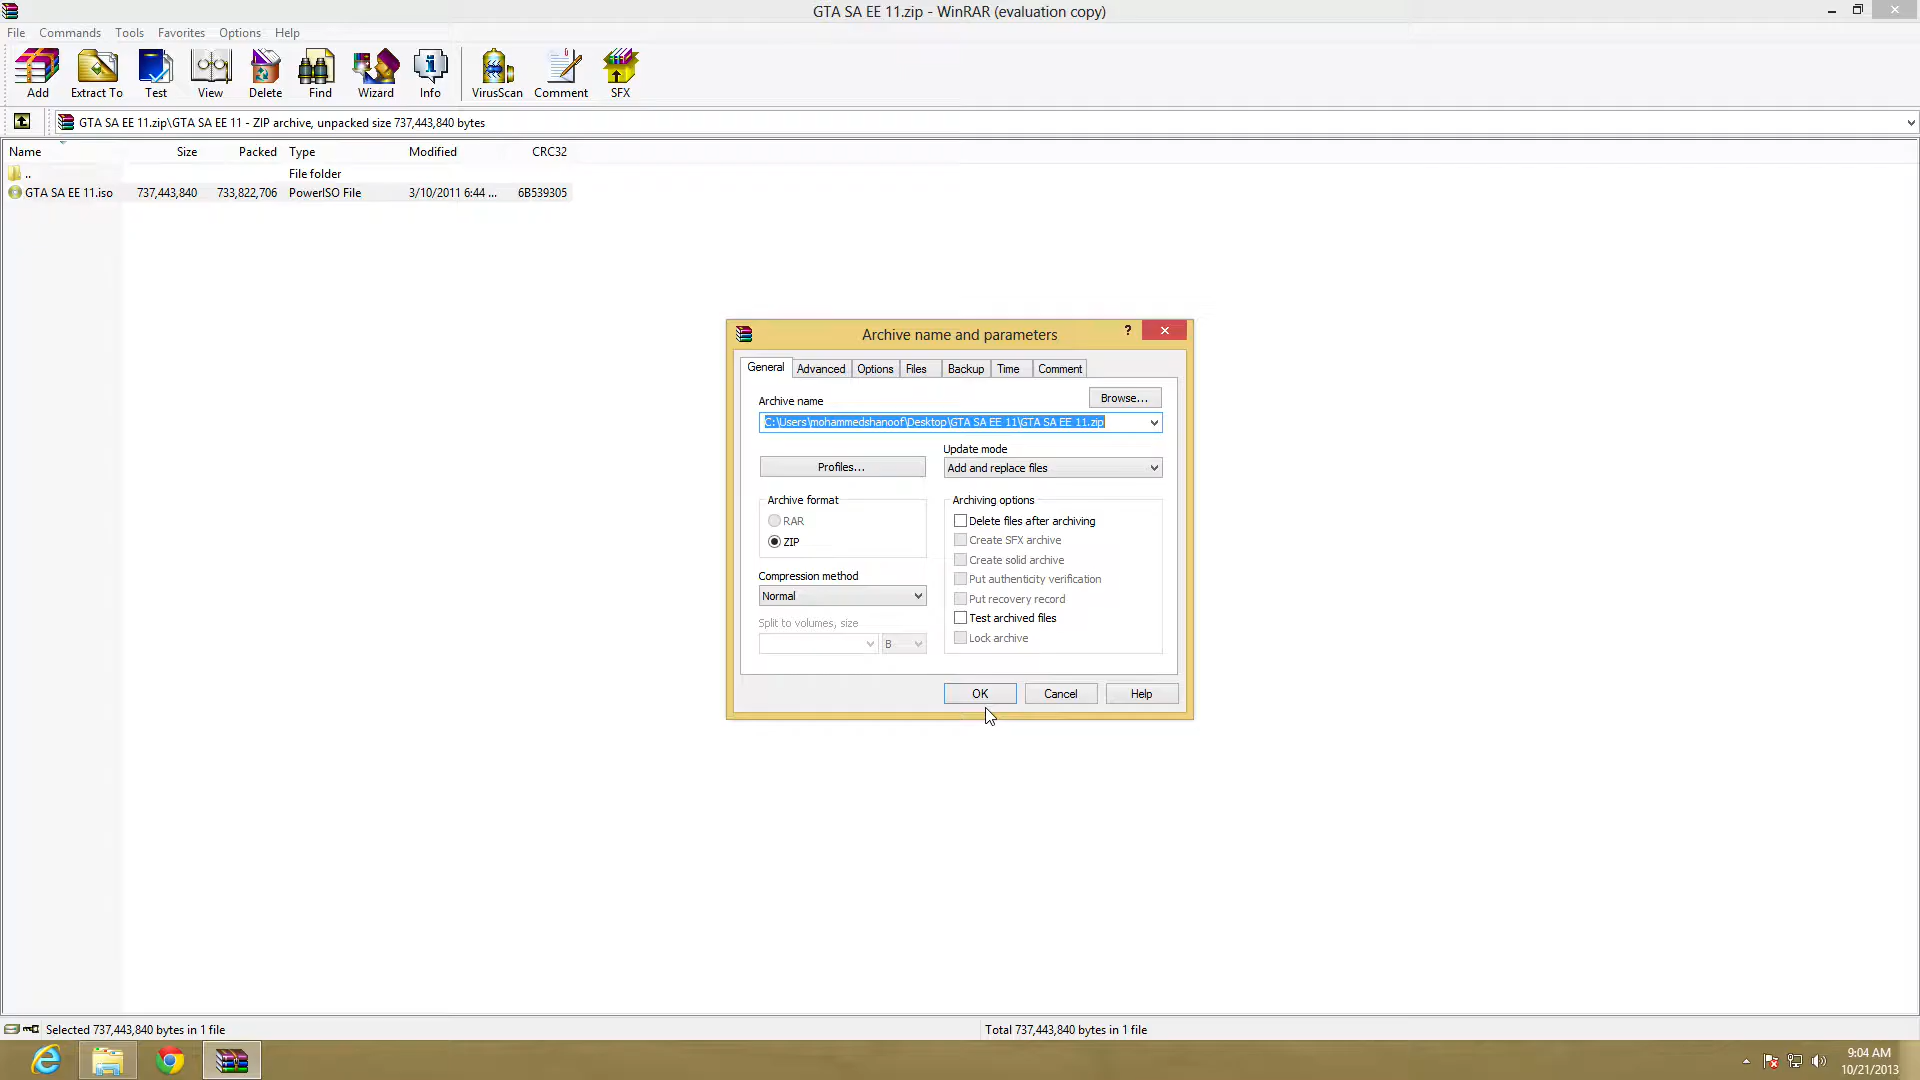 GTA SA EE 11.zip - WinRAR (evaluation copy)
File Commands Tools Favorites Options Help
Add Extract To Test View Delete Find Wizard Info VirusScan Comment SFX
GTA SA EE 11.zip\GTA SA EE 11 - ZIP archive, unpacked size 737,443,840 bytes
Name Size Packed Type Modified CRC32
.. File folder
GTA SA EE 11.iso 737,443,840 733,822,706 PowerISO File 3/10/2011 6:44 ... 6B539305
Archive name and parameters
?
General Advanced Options Files Backup Time Comment
Archive name
Browse...
C:\Users\mohammedshanoof\Desktop\GTA SA EE 11\GTA SA EE 11.zip
Profiles...
Update mode
Add and replace files
Archive format
RAR
ZIP
Compression method
Normal
Split to volumes, size
B
Archiving options
Delete files after archiving
Create SFX archive
Create solid archive
Put authenticity verification
Put recovery record
Test archived files
Lock archive
OK Cancel Help
Selected 737,443,840 bytes in 1 file
Total 737,443,840 bytes in 1 file
9:04 AM
10/21/2013